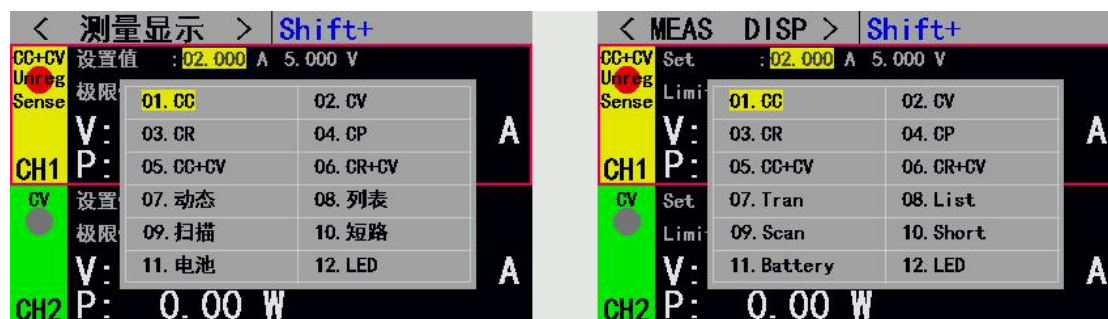 < 测量显示 > Shift+
CC+CV 设置值 :02.000 A 5.000 V
Unreg
Sense 极限
01. CC 02. CV
03. CR 04. CP
05. CC+CV 06. CR+CV
07. 动态 08. 列表
09. 扫描 10. 短路
11. 电池 12. LED
V: A
CH1 P:
CV 设置
极限
V: A
CH2 P: 0.00 W
< MEAS DISP > Shift+
CC+CV Set :02.000 A 5.000 V
Unreg
Sense Limi
01. CC 02. CV
03. CR 04. CP
05. CC+CV 06. CR+CV
07. Tran 08. List
09. Scan 10. Short
11. Battery 12. LED
V: A
CH1 P:
CV Set
Limi
V: A
CH2 P: 0.00 W